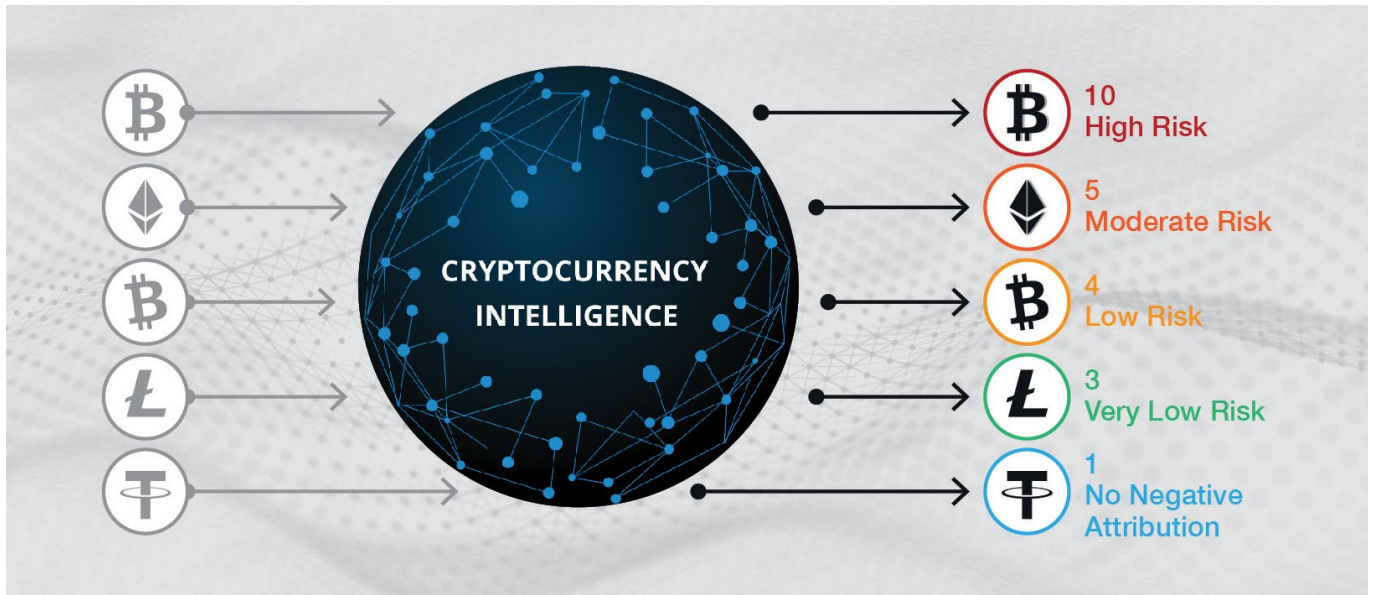 CRYPTOCURRENCY
INTELLIGENCE
10
High Risk
5
Moderate Risk
4
Low Risk
3
Very Low Risk
1
No Negative
Attribution